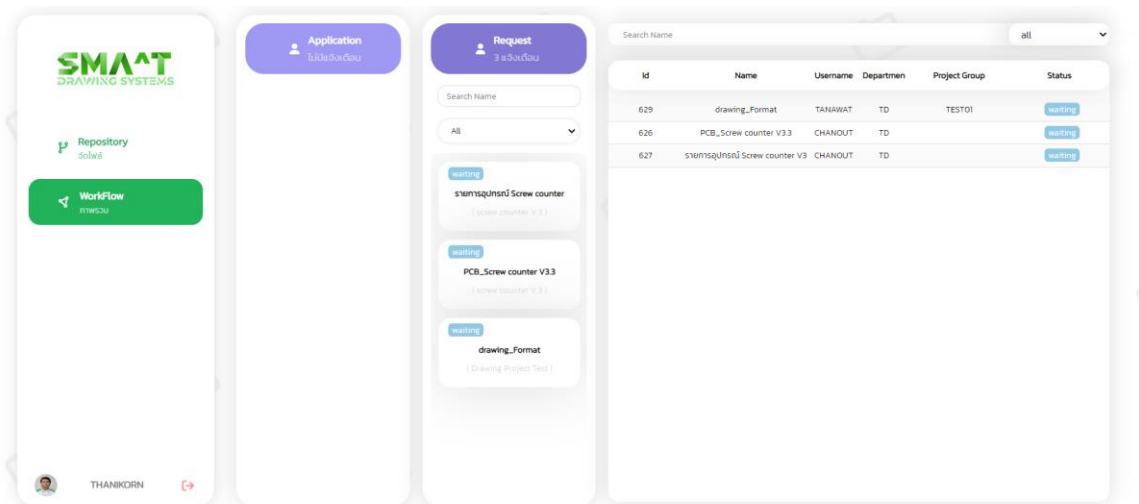 SMART
DRAWING SYSTEMS
Repository
จัดไฟล์
WorkFlow
ภาพรวม
THANIKORN
Application
ไม่มีแจ้งเตือน
Request
3 แจ้งเตือน
Search Name
All
waiting
รายการอุปกรณ์ Screw counter
( screw counter V.3 )
waiting
PCB_Screw counter V3.3
( screw counter V.3 )
waiting
drawing_Format
( Drawing Project Test )
Search Name
all
Id Name Username Departmen Project Group Status
629 drawing_Format TANAWAT TD TEST01 waiting
626 PCB_Screw counter V3.3 CHANOUT TD waiting
627 รายการอุปกรณ์ Screw counter V3 CHANOUT TD waiting